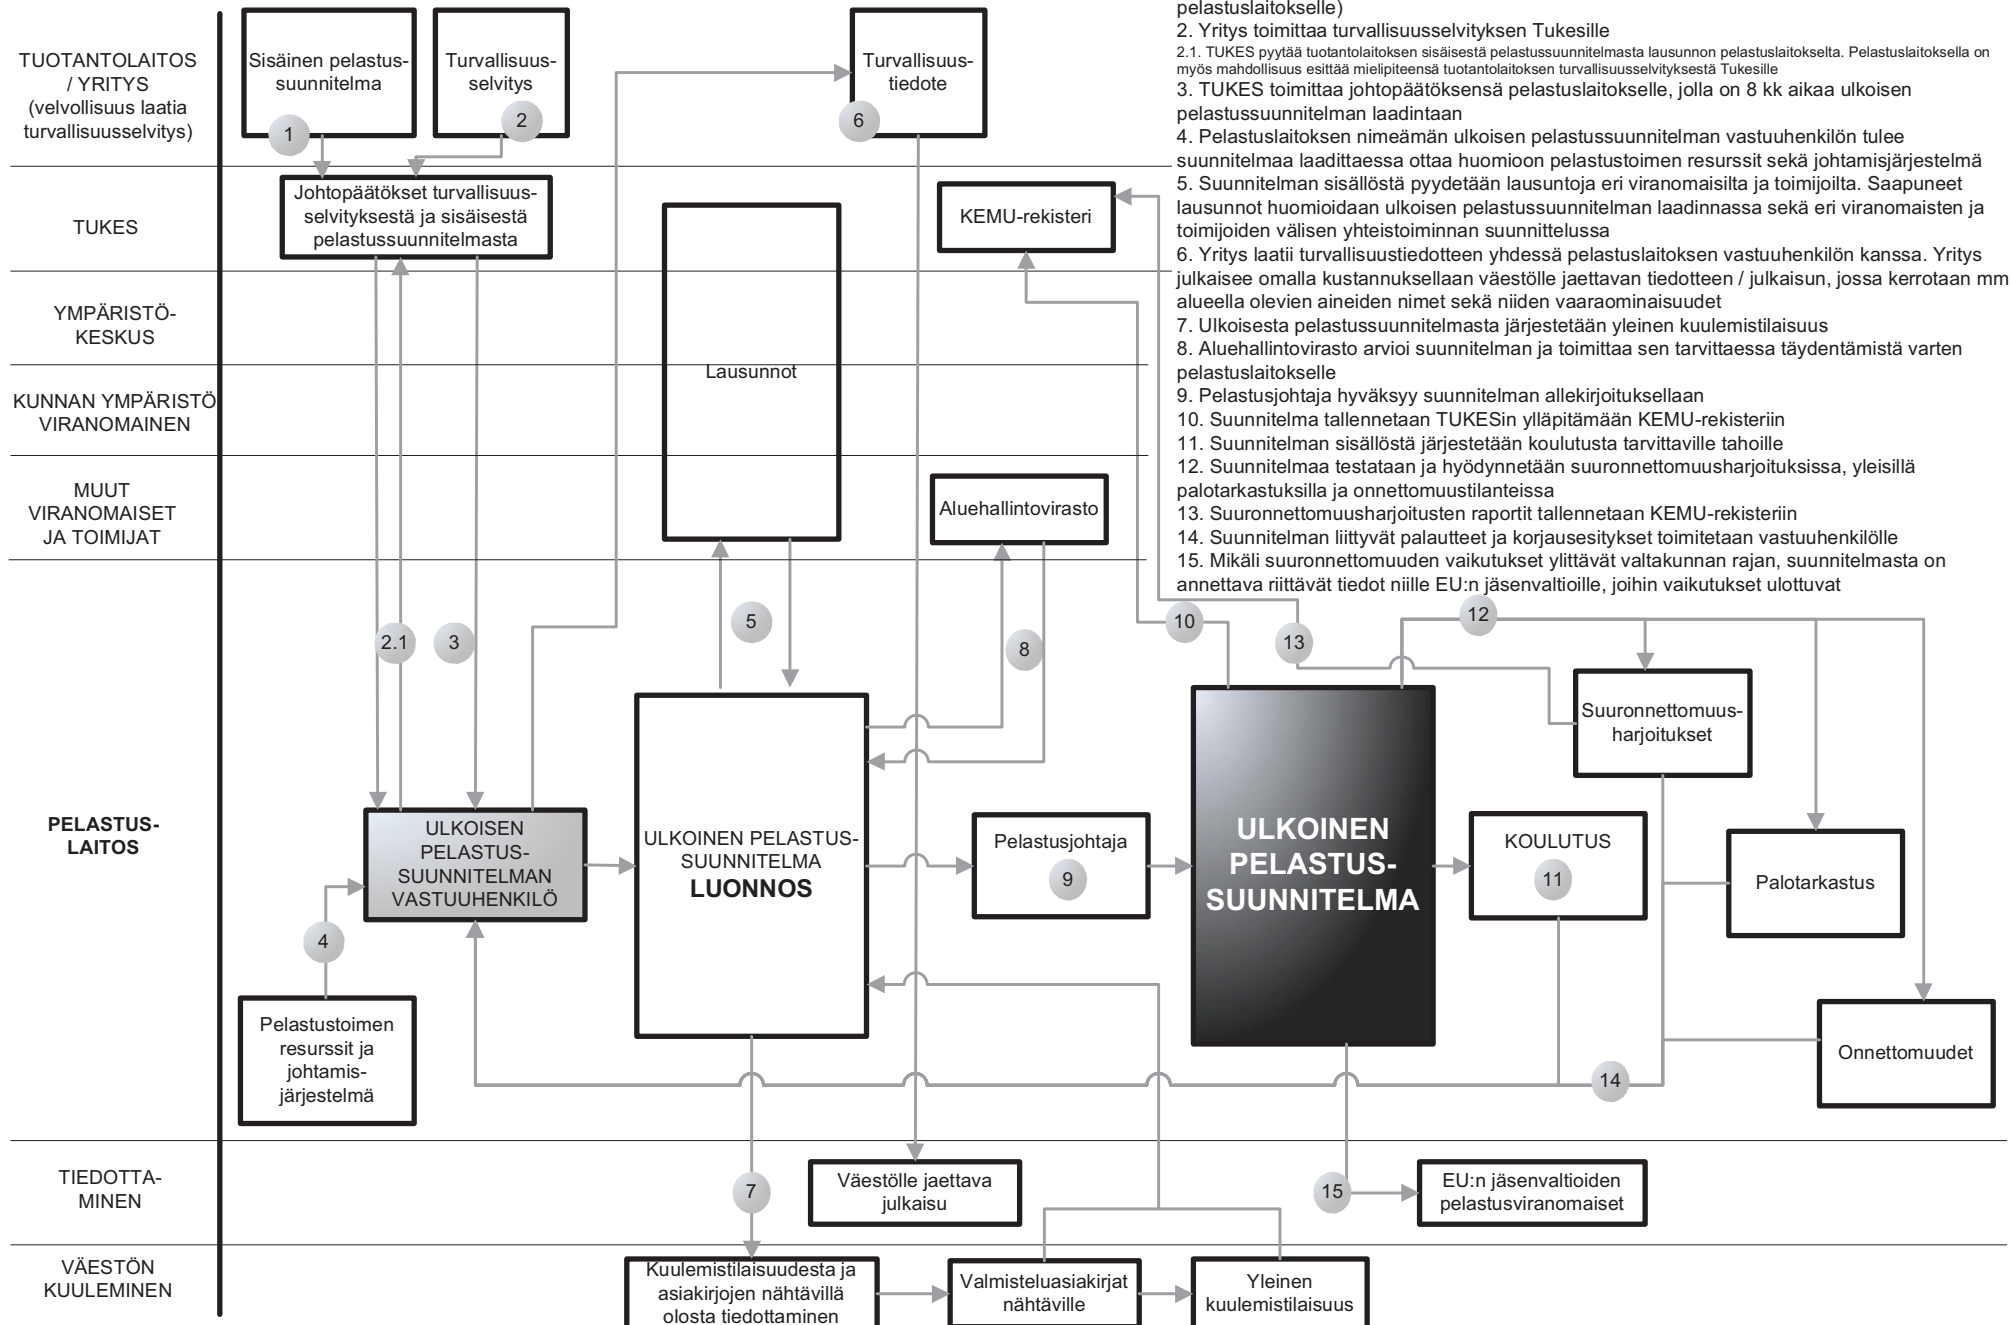 TUOTANTOLAITOS
/ YRITYS
(velvollisuus laatia
turvallisuusselvitys)
Sisäinen pelastus-
suunnitelma
1
Turvallisuus-
selvitys
2
Turvallisuus-
tiedote
6
pelastuslaitokselle)
2. Yritys toimittaa turvallisuusselvityksen Tukesille
2.1. TUKES pyytää tuotantolaitoksen sisäisestä pelastussuunnitelmasta lausunnon pelastuslaitokselta. Pelastuslaitoksella on
myös mahdollisuus esittää mielipiteensä tuotantolaitoksen turvallisuusselvityksestä Tukesille
3. TUKES toimittaa johtopäätöksensä pelastuslaitokselle, jolla on 8 kk aikaa ulkoisen
pelastussuunnitelman laadintaan
4. Pelastuslaitoksen nimeämän ulkoisen pelastussuunnitelman vastuuhenkilön tulee
suunnitelmaa laadittaessa ottaa huomioon pelastustoimen resurssit sekä johtamisjärjestelmä
5. Suunnitelman sisällöstä pyydetään lausuntoja eri viranomaisilta ja toimijoilta. Saapuneet
lausunnot huomioidaan ulkoisen pelastussuunnitelman laadinnassa sekä eri viranomaisten ja
toimijoiden välisen yhteistoiminnan suunnittelussa
6. Yritys laatii turvallisuustiedotteen yhdessä pelastuslaitoksen vastuuhenkilön kanssa. Yritys
julkaisee omalla kustannuksellaan väestölle jaettavan tiedotteen / julkaisun, jossa kerrotaan mm
alueella olevien aineiden nimet sekä niiden vaaraominaisuudet
7. Ulkoisesta pelastussuunnitelmasta järjestetään yleinen kuulemistilaisuus
8. Aluehallintovirasto arvioi suunnitelman ja toimittaa sen tarvittaessa täydentämistä varten
pelastuslaitokselle
9. Pelastusjohtaja hyväksyy suunnitelman allekirjoituksellaan
10. Suunnitelma tallennetaan TUKESin ylläpitämään KEMU-rekisteriin
11. Suunnitelman sisällöstä järjestetään koulutusta tarvittaville tahoille
12. Suunnitelmaa testataan ja hyödynnetään suuronnettomuusharjoituksissa, yleisillä
palotarkastuksilla ja onnettomuustilanteissa
13. Suuronnettomuusharjoitusten raportit tallennetaan KEMU-rekisteriin
14. Suunnitelman liittyvät palautteet ja korjausesitykset toimitetaan vastuuhenkilölle
15. Mikäli suuronnettomuuden vaikutukset ylittävät valtakunnan rajan, suunnitelmasta on
annettava riittävät tiedot niille EU:n jäsenvaltioille, joihin vaikutukset ulottuvat
TUKES
Johtopäätökset turvallisuus-
selvityksestä ja sisäisestä
pelastussuunnitelmasta
KEMU-rekisteri
YMPÄRISTÖ-
KESKUS
Lausunnot
KUNNAN YMPÄRISTÖ
VIRANOMAINEN
MUUT
VIRANOMAISET
JA TOIMIJAT
Aluehallintovirasto
2.1
3
5
8
10
13
12
PELASTUS-
LAITOS
ULKOISEN
PELASTUS-
SUUNNITELMAN
VASTUUHENKILÖ
ULKOINEN PELASTUS-
SUUNNITELMA
LUONNOS
Pelastusjohtaja
9
ULKOINEN
PELASTUS-
SUUNNITELMA
KOULUTUS
11
Suuronnettomuus-
harjoitukset
Palotarkastus
Onnettomuudet
4
Pelastustoimen
resurssit ja
johtamis-
järjestelmä
14
TIEDOTTA-
MINEN
7
Väestölle jaettava
julkaisu
15
EU:n jäsenvaltioiden
pelastusviranomaiset
VÄESTÖN
KUULEMINEN
Kuulemistilaisuudesta ja
asiakirjojen nähtävillä
olosta tiedottaminen
Valmisteluasiakirjat
nähtäville
Yleinen
kuulemistilaisuus